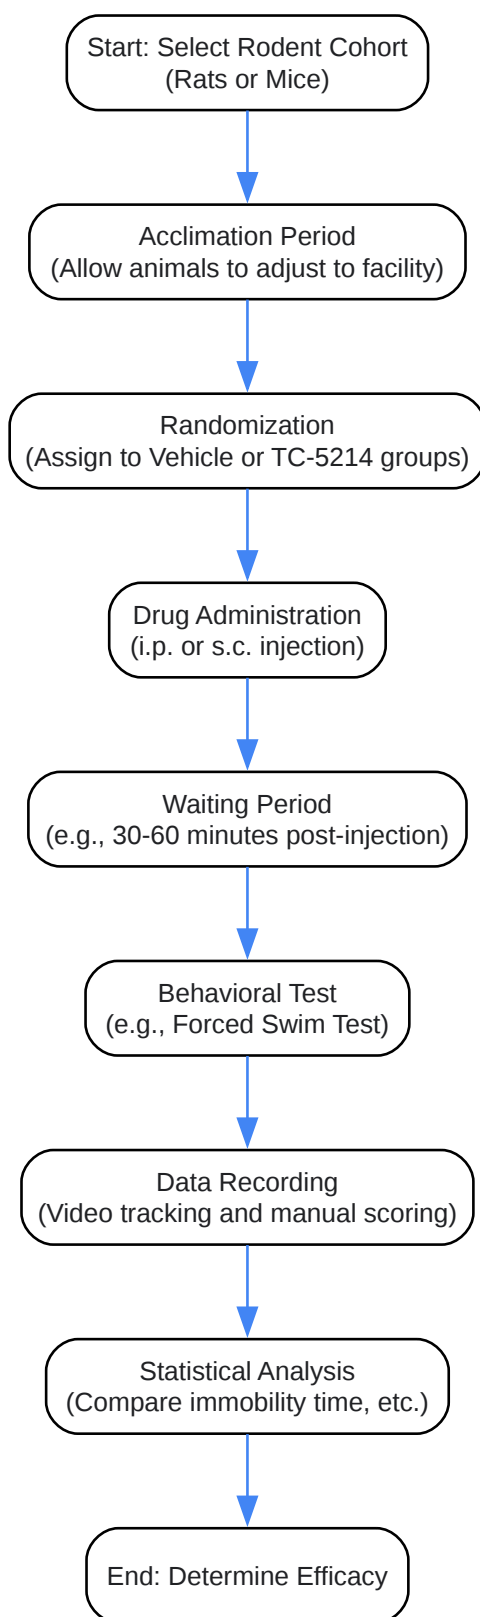 Start: Select Rodent Cohort
(Rats or Mice)
Acclimation Period
(Allow animals to adjust to facility)
Randomization
(Assign to Vehicle or TC-5214 groups)
Drug Administration
(i.p. or s.c. injection)
Waiting Period
(e.g., 30-60 minutes post-injection)
Behavioral Test
(e.g., Forced Swim Test)
Data Recording
(Video tracking and manual scoring)
Statistical Analysis
(Compare immobility time, etc.)
End: Determine Efficacy